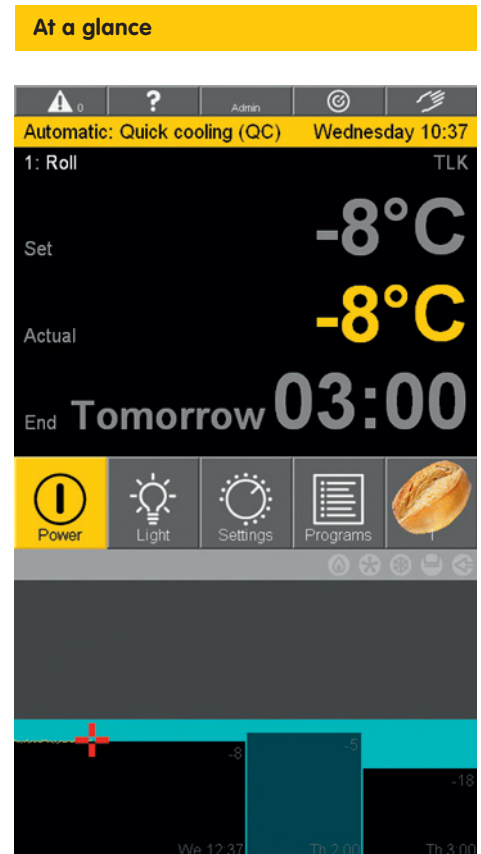 At a glance
0 ? Admin
Automatic: Quick cooling (QC) Wednesday 10:37
1: Roll TLK
Set -8°C
Actual -8°C
End Tomorrow 03:00
Power Light Settings Programs 1
-8 -5
-18
We 12:37 Th 2:00 Th 3:00